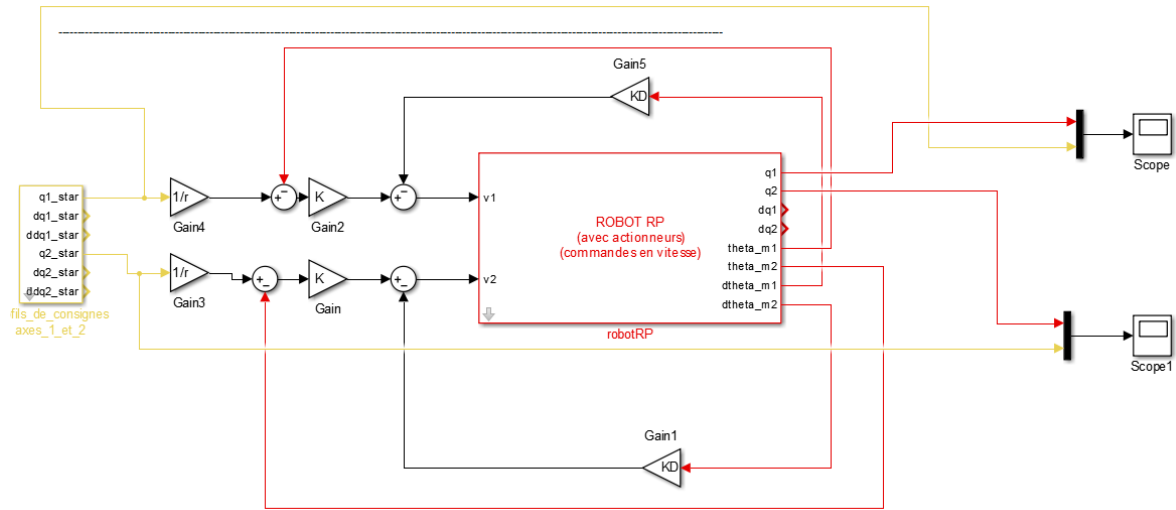 Gain5
KD
Scope
q1_star
dq1_star
ddq1_star
q2_star
dq2_star
ddq2_star
fils_de_consignes
axes_1_et_2
1/r
Gain4
1/r
Gain3
K
Gain2
K
Gain
v1
v2
ROBOT RP
(avec actionneurs)
(commandes en vitesse)
q1
q2
dq1
dq2
theta_m1
theta_m2
dtheta_m1
dtheta_m2
robotRP
Scope1
Gain1
KD